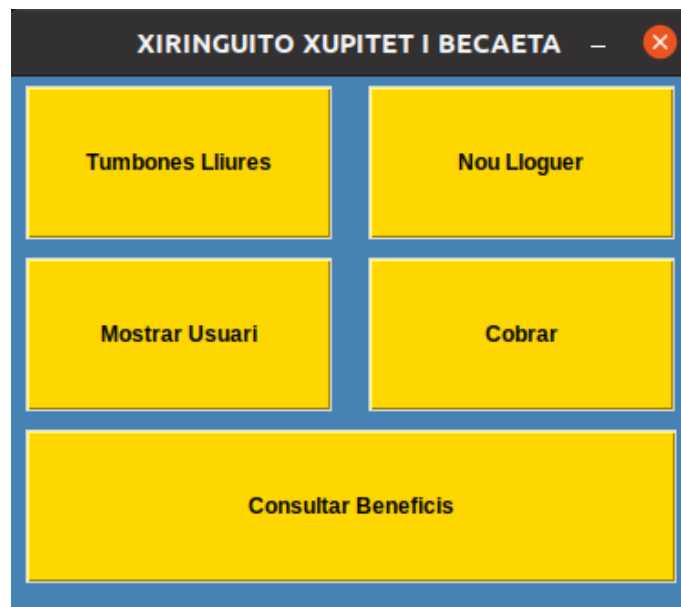 XIRINGUITO XUPITET I BECAETA
Tumbones Lliures
Nou Lloguer
Mostrar Usuari
Cobrar
Consultar Beneficis